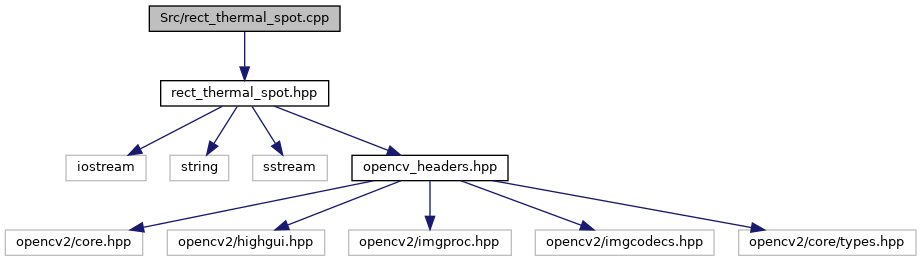 Src/rect_thermal_spot.cpp
rect_thermal_spot.hpp
iostream
string
sstream
opencv_headers.hpp
opencv2/core.hpp
opencv2/highgui.hpp
opencv2/imgproc.hpp
opencv2/imgcodecs.hpp
opencv2/core/types.hpp